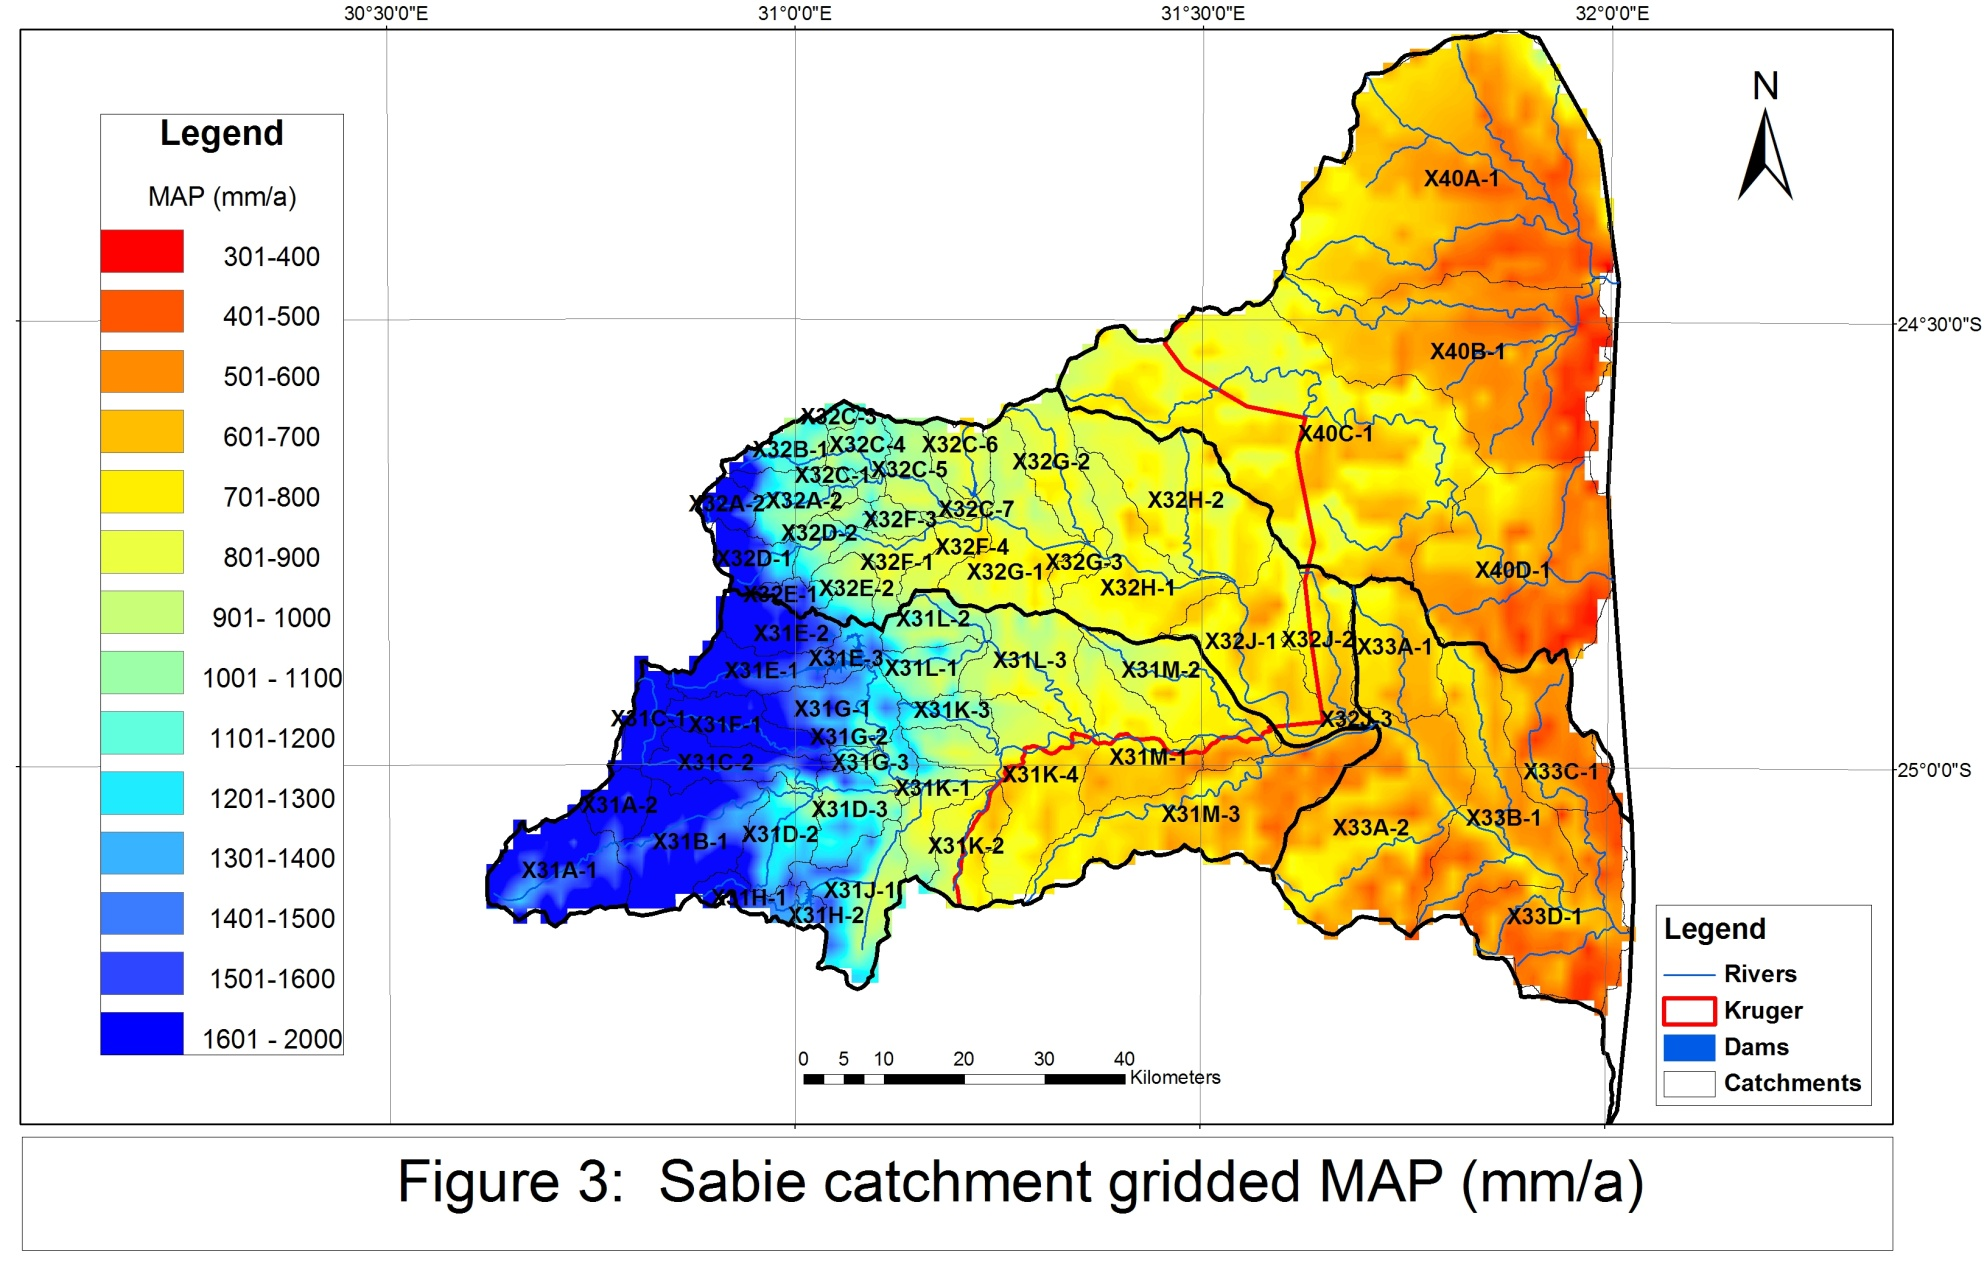 30°30'0"E
31°0'0"E
31°30'0"E
32°0'0"E
N
Legend
MAP (mm/a)
301-400
401-500
501-600
601-700
701-800
801-900
901- 1000
1001 - 1100
1101-1200
1201-1300
1301-1400
1401-1500
1501-1600
1601 - 2000
24°30'0"S
25°0'0"S
X40A-1
X40B-1
X40C-1
X40D-1
X32C-3
X32B-1
X32C-4
X32C-6
X32C-1
X32C-5
X32G-2
X32A-2
X32A-2
X32C-7
X32H-2
X32F-3
X32D-2
X32F-4
X32D-1
X32F-1
X32G-1
X32G-3
X32E-1
X32E-2
X32H-1
X31L-2
X31E-2
X32J-1
X32J-2
X33A-1
X31E-3
X31E-1
X31L-1
X31L-3
X31M-2
X31G-1
X31K-3
X31C-1
X31F-1
X32J-3
X31G-2
X31C-2
X31G-3
X31M-1
X31K-4
X33C-1
X31K-1
X31A-2
X31D-3
X31M-3
X33B-1
X31B-1
X31D-2
X33A-2
X31K-2
X31A-1
X31J-1
X31H-1
X31H-2
X33D-1
Legend
Rivers
Kruger
Dams
Catchments
0 5 10 20 30 40
Kilometers
Figure 3: Sabie catchment gridded MAP (mm/a)